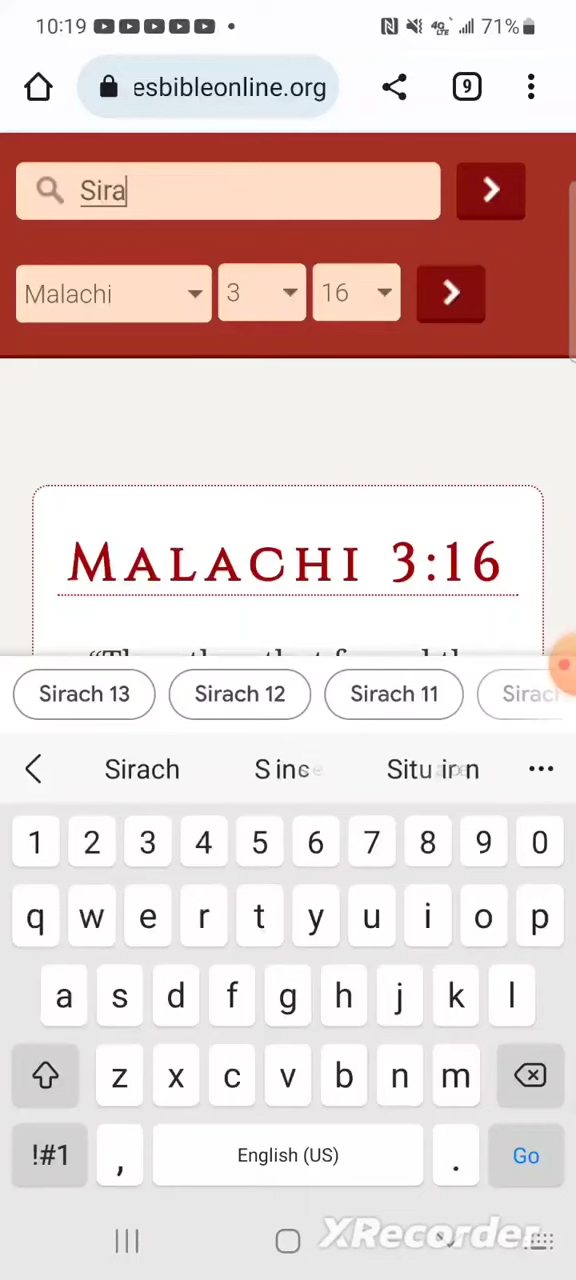 10:19 71%
esbibleonline.org 9
Sira
Malachi 3 16
MALACHI 3:16
Sirach 13 Sirach 12 Sirach 11 Sirac
Sirach
1 2 3 4 5 6 7 8 9 0
q w e r t y u i o p
a s d f g h j k l
z x c v b n m
!#1 , English (US) . Go
XRecorder